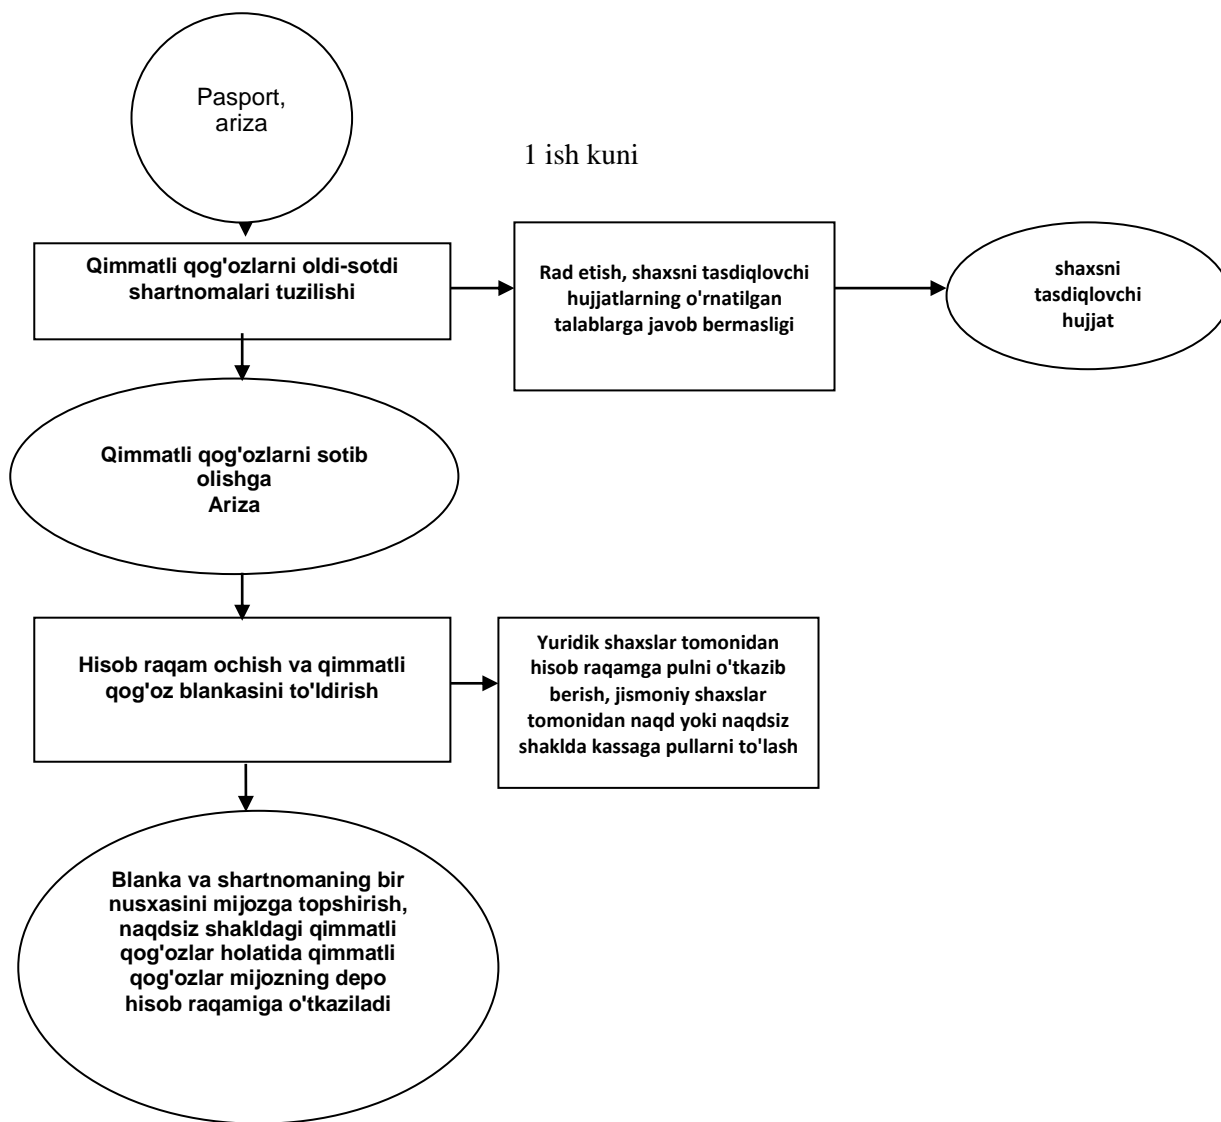 Pasport,
ariza
1 ish kuni
Qimmatli qog'ozlarni oldi-sotdi
shartnomalari tuzilishi
Rad etish, shaxsni tasdiqlovchi
hujjatlarning o'rnatilgan
talablarga javob bermasligi
shaxsni
tasdiqlovchi
hujjat
Qimmatli qog'ozlarni sotib
olishga
Ariza
Hisob raqam ochish va qimmatli
qog'oz blankasini to'ldirish
Yuridik shaxslar tomonidan
hisob raqamga pulni o'tkazib
berish, jismoniy shaxslar
tomonidan naqd yoki naqdsiz
shaklda kassaga pullarni to'lash
Blanka va shartnomaning bir
nusxasini mijozga topshirish,
naqdsiz shakldagi qimmatli
qog'ozlar holatida qimmatli
qog'ozlar mijozning depo
hisob raqamiga o'tkaziladi